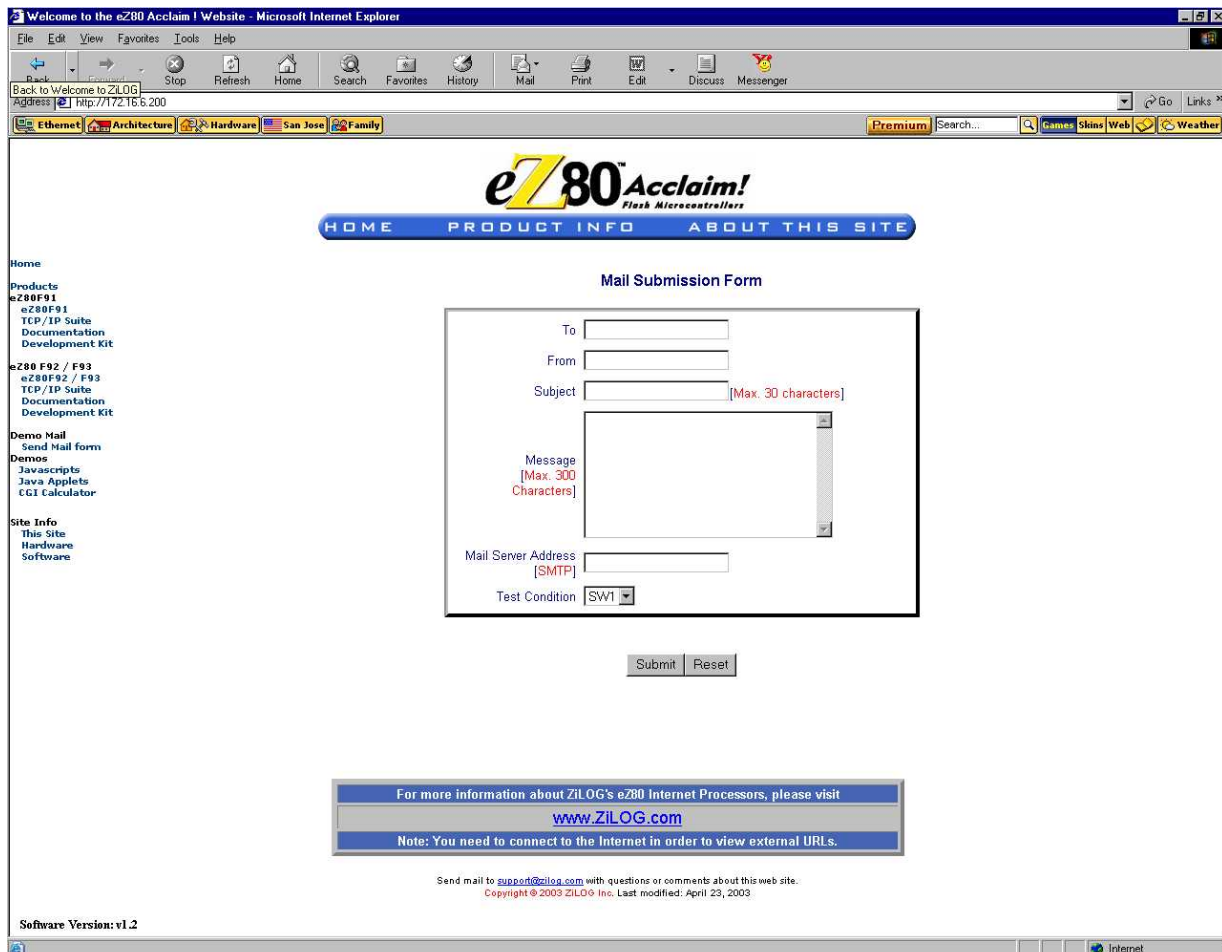 Welcome to the eZ80 Acclaim ! Website - Microsoft Internet Explorer
File Edit View Favorites Tools Help
Back Forward Stop Refresh Home Search Favorites History Mail Print Edit Discuss Messenger
Back to Welcome to ZiLOG
Address http://172.16.6.200 Go Links »
Ethernet Architecture Hardware San Jose Family Premium Search... Games Skins Web Weather
eZ80™ Acclaim!
Flash Microcontrollers
HOME PRODUCT INFO ABOUT THIS SITE
Home
Products
eZ80F91
eZ80F91
TCP/IP Suite
Documentation
Development Kit
eZ80 F92 / F93
eZ80F92 / F93
TCP/IP Suite
Documentation
Development Kit
Demo Mail
Send Mail form
Demos
Javascripts
Java Applets
CGI Calculator
Site Info
This Site
Hardware
Software
Mail Submission Form
To
From
Subject [Max. 30 characters]
Message
[Max. 300
Characters]
Mail Server Address
[SMTP]
Test Condition SW1
Submit Reset
For more information about ZiLOG's eZ80 Internet Processors, please visit
www.ZiLOG.com
Note: You need to connect to the Internet in order to view external URLs.
Send mail to support@zilog.com with questions or comments about this web site.
Copyright © 2003 ZiLOG Inc. Last modified: April 23, 2003
Software Version: v1.2
Internet